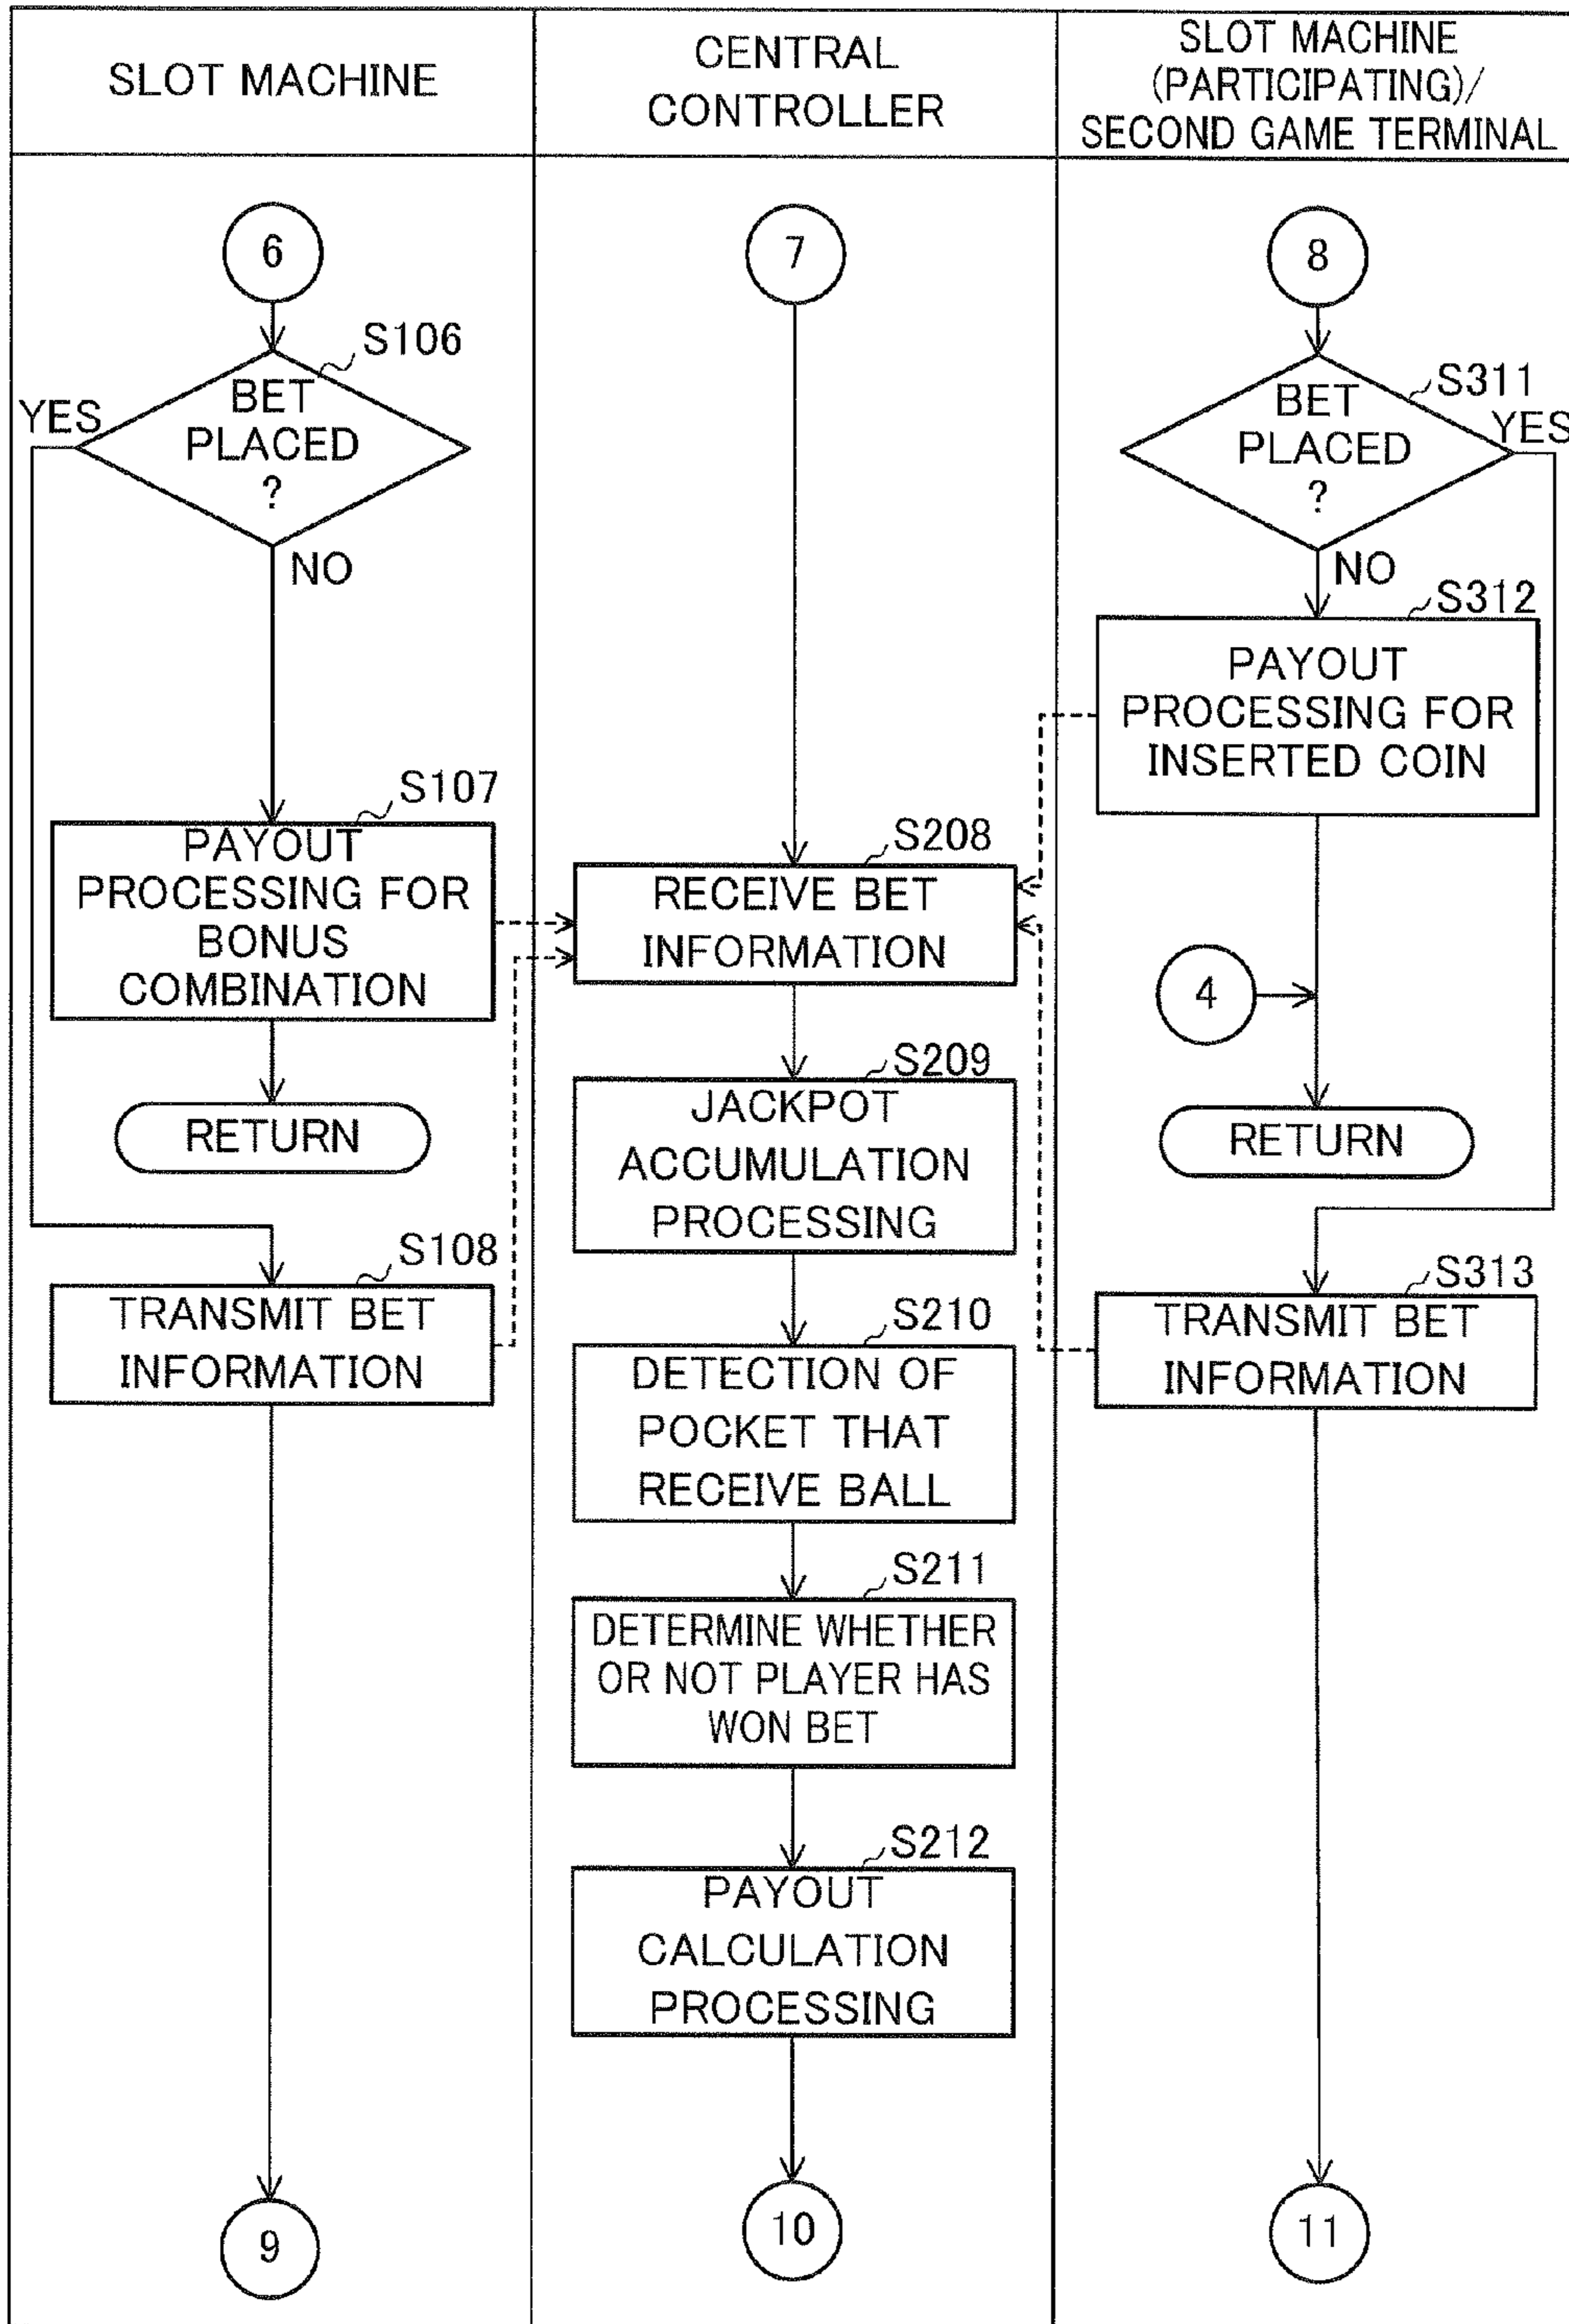 SLOT MACHINE
CENTRAL
CONTROLLER
SLOT MACHINE
(PARTICIPATING)/
SECOND GAME TERMINAL
6
S106
YES
BET
PLACED
?
NO
S107
PAYOUT
PROCESSING FOR
BONUS
COMBINATION
RETURN
S108
TRANSMIT BET
INFORMATION
9
7
S208
RECEIVE BET
INFORMATION
S209
JACKPOT
ACCUMULATION
PROCESSING
S210
DETECTION OF
POCKET THAT
RECEIVE BALL
S211
DETERMINE WHETHER
OR NOT PLAYER HAS
WON BET
S212
PAYOUT
CALCULATION
PROCESSING
10
8
S311
BET
PLACED
?
YES
NO
S312
PAYOUT
PROCESSING FOR
INSERTED COIN
4
RETURN
S313
TRANSMIT BET
INFORMATION
11